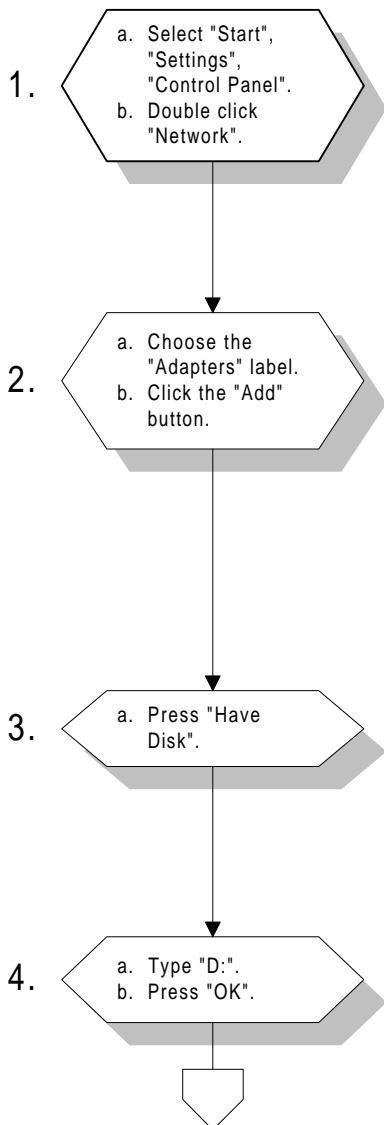 1.
a. Select "Start",
"Settings",
"Control Panel".
b. Double click
"Network".
2.
a. Choose the
"Adapters" label.
b. Click the "Add"
button.
3.
a. Press "Have
Disk".
4.
a. Type "D:".
b. Press "OK".